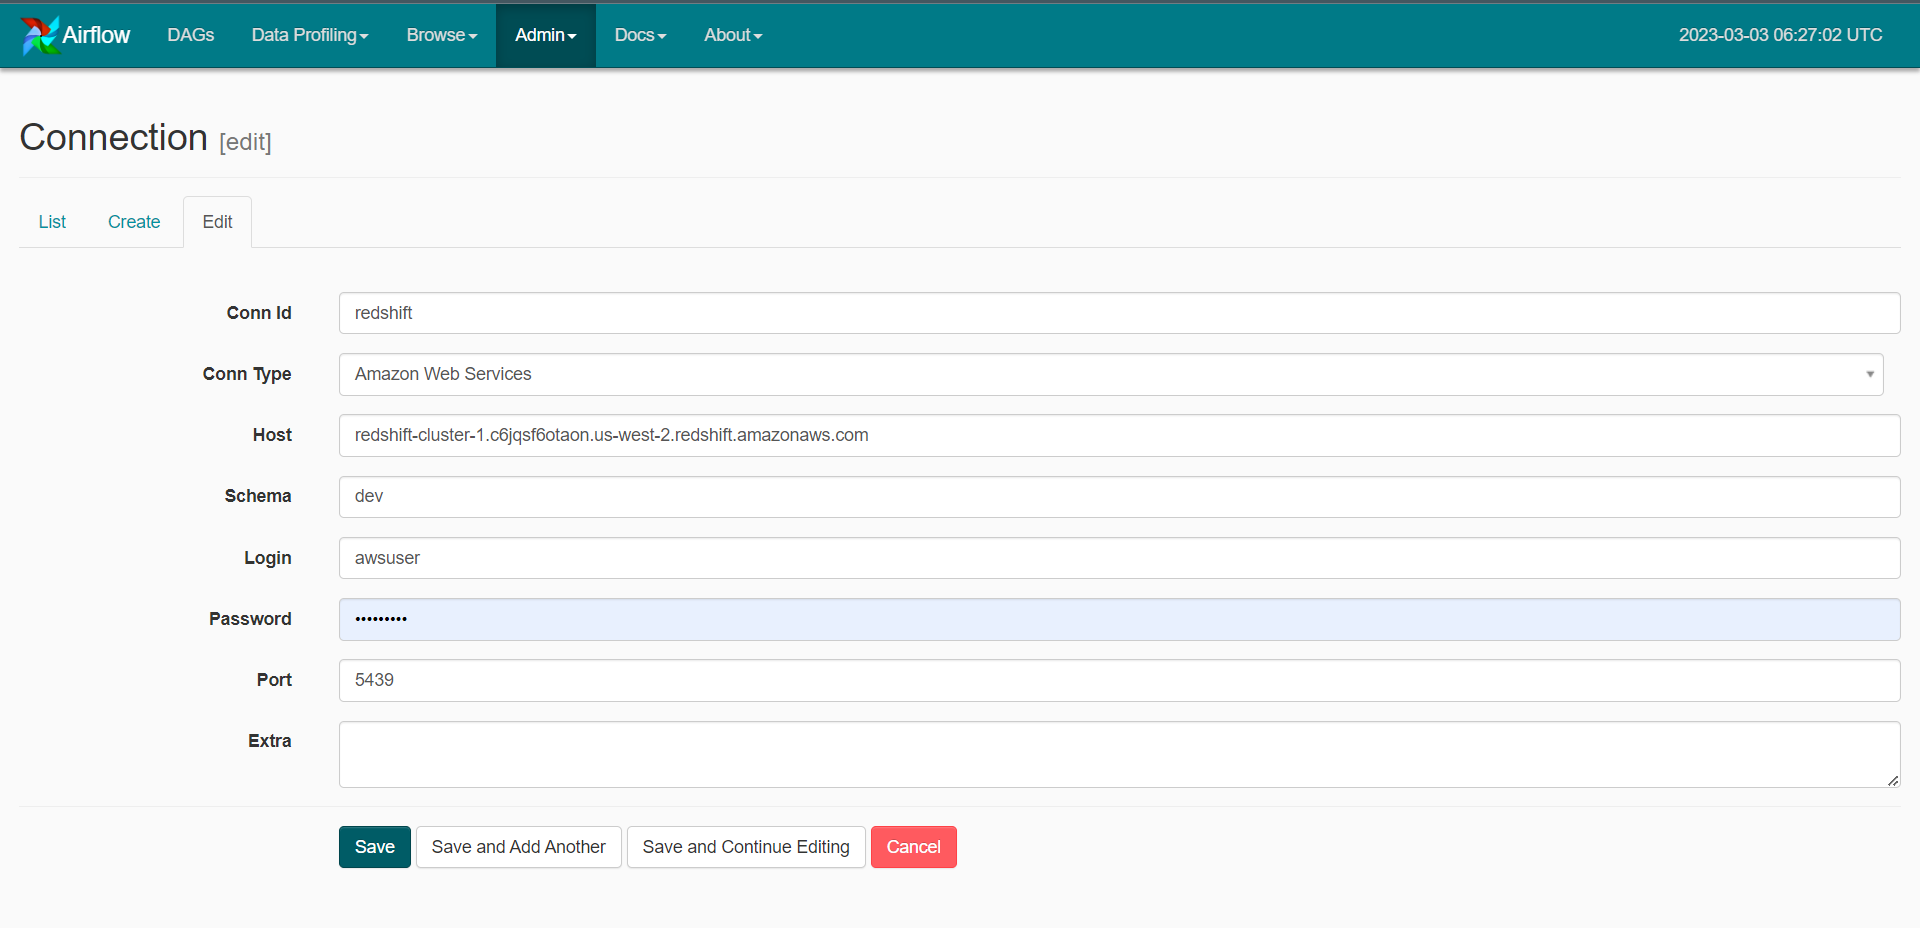 Airflow DAGs Data Profiling Browse Admin Docs About 2023-03-03 06:27:02 UTC
Connection [edit]
List Create Edit
Conn Id redshift
Conn Type Amazon Web Services
Host redshift-cluster-1.c6jqsf6otaon.us-west-2.redshift.amazonaws.com
Schema dev
Login awsuser
Password •••••••••
Port 5439
Extra
Save Save and Add Another Save and Continue Editing Cancel